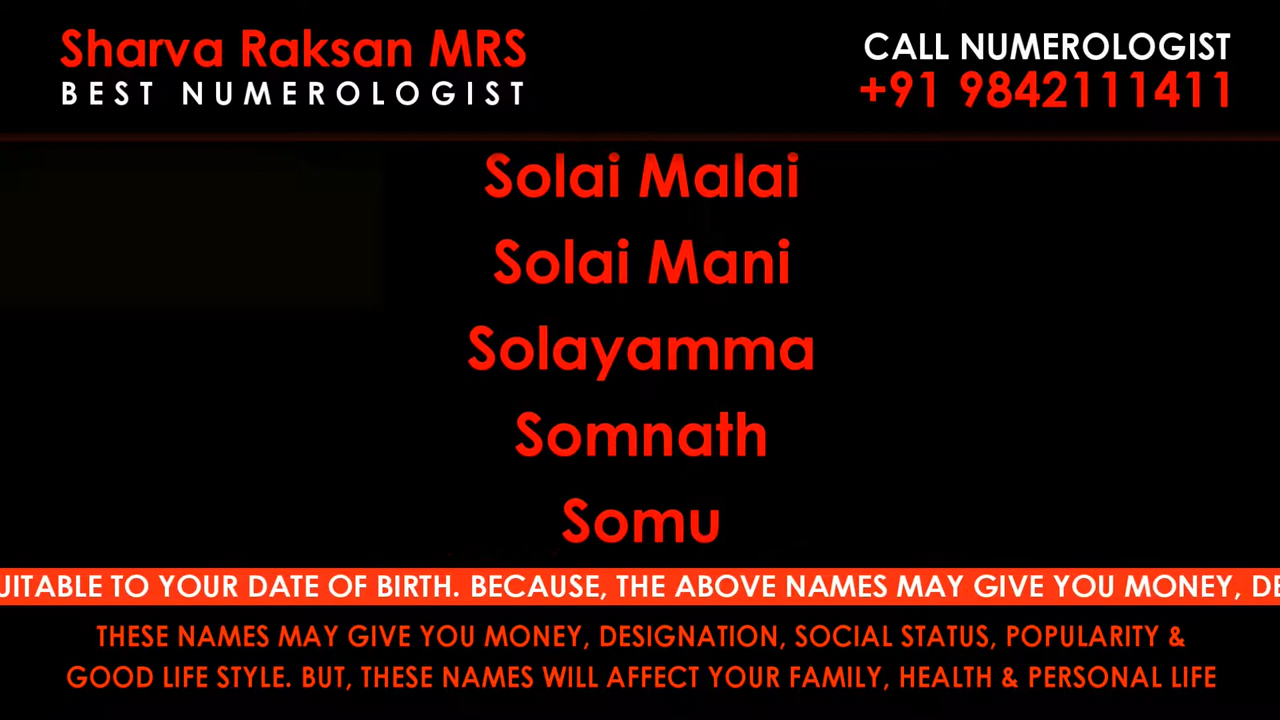 Sharva Raksan MRS
BEST NUMEROLOGIST
CALL NUMEROLOGIST
+91 9842111411
Solai Malai
Solai Mani
Solayamma
Somnath
Somu
TO YOUR DATE OF BIRTH. BECAUSE, THE ABOVE NAMES MAY GIVE YOU MONEY,
THESE NAMES MAY GIVE YOU MONEY, DESIGNATION, SOCIAL STATUS, POPULARITY &
GOOD LIFE STYLE. BUT, THESE NAMES WILL AFFECT YOUR FAMILY, HEALTH & PERSONAL LIFE